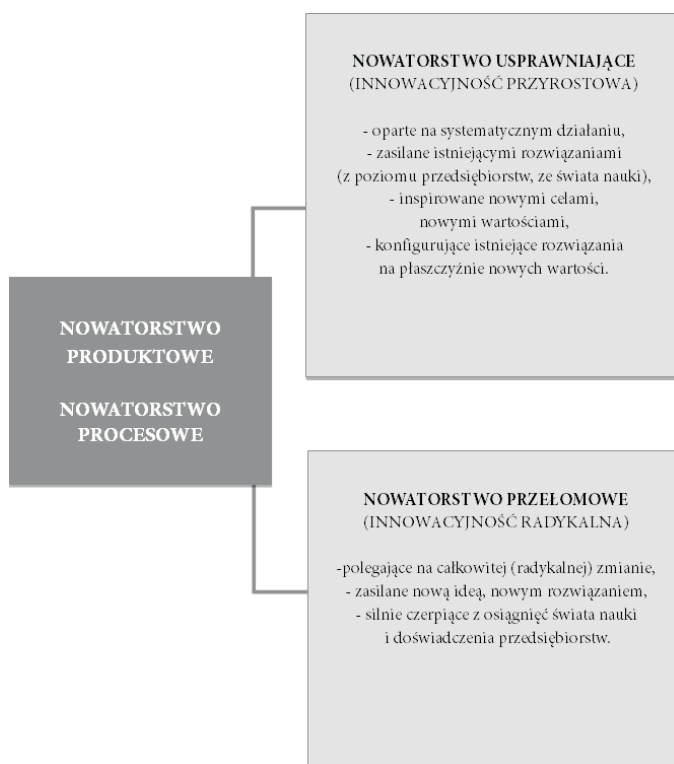 NOWATORSTWO USPRAWNIAJĄCE
(INNOWACYJNOŚĆ PRZYROSTOWA)
- oparte na systematycznym działaniu,
- zasilane istniejącymi rozwiązaniami
(z poziomu przedsiębiorstw, ze świata nauki),
- inspirowane nowymi celami,
nowymi wartościami,
- konfigurujące istniejące rozwiązania
na płaszczyźnie nowych wartości.
NOWATORSTWO
PRODUKTOWE
NOWATORSTWO
PROCESOWE
NOWATORSTWO PRZEŁOMOWE
(INNOWACYJNOŚĆ RADYKALNA)
-polegające na całkowitej (radykalnej) zmianie,
- zasilane nową ideą, nowym rozwiązaniem,
- silnie czerpiące z osiągnięć świata nauki
i doświadczenia przedsiębiorstw.